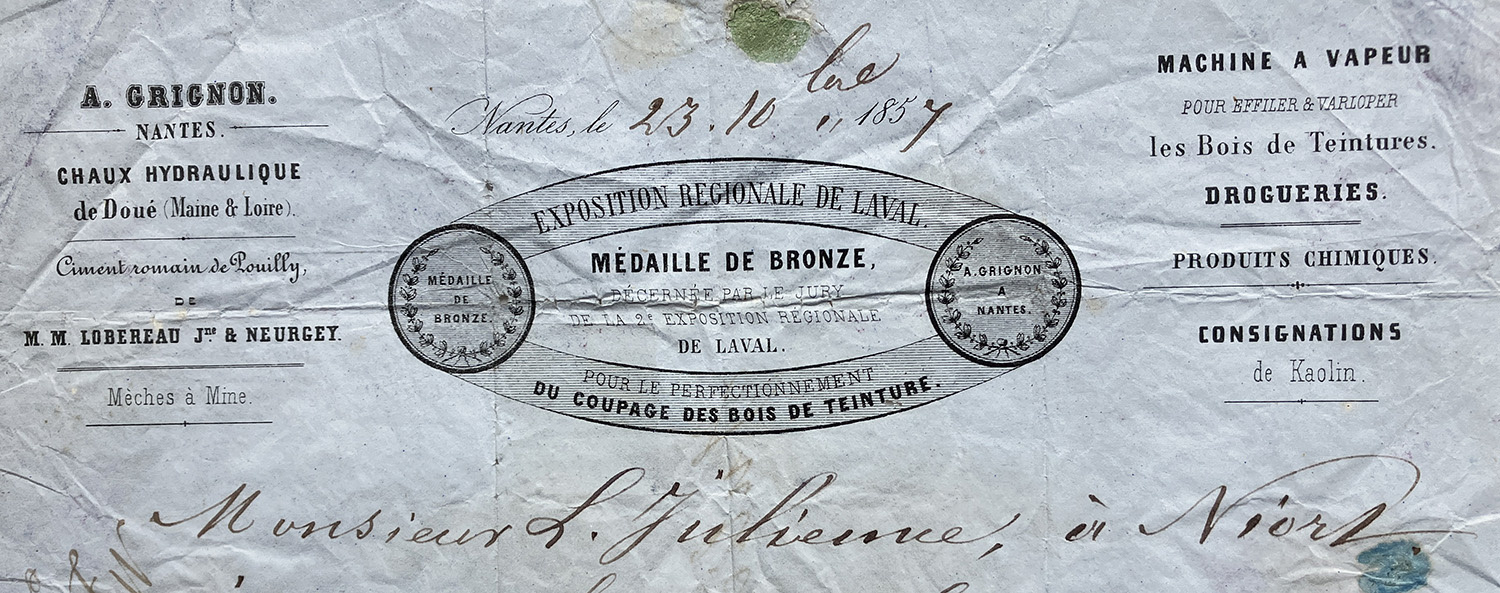 A. GRIGNON.
NANTES.
CHAUX HYDRAULIQUE
de Doué (Maine & Loire).
Ciment romain de Pouilly,
DE
M. M. LOBEREAU Jne & NEURGEY.
Mèches à Mine.
Nantes, le 23. 10 bre 1857
EXPOSITION REGIONALE DE LAVAL.
MÉDAILLE
DE
BRONZE.
MÉDAILLE DE BRONZE,
DÉCERNÉE PAR LE JURY
DE LA 2e EXPOSITION RÉGIONALE
DE LAVAL.
A. GRIGNON
A
NANTES.
POUR LE PERFECTIONNEMENT
DU COUPAGE DES BOIS DE TEINTURE.
MACHINE A VAPEUR
POUR EFFILER & VARLOPER
les Bois de Teintures.
DROGUERIES.
PRODUITS CHIMIQUES.
CONSIGNATIONS
de Kaolin.
Monsieur L. Julienne, à Niort